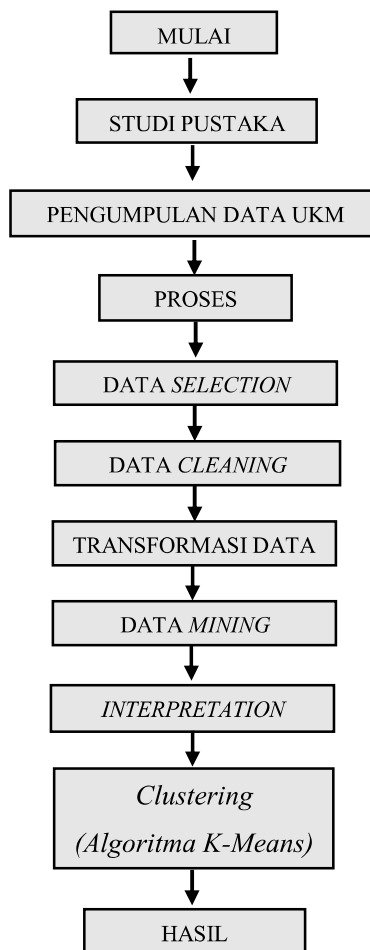 MULAI
STUDI PUSTAKA
PENGUMPULAN DATA UKM
PROSES
DATA SELECTION
DATA CLEANING
TRANSFORMASI DATA
DATA MINING
INTERPRETATION
Clustering
(Algoritma K-Means)
HASIL